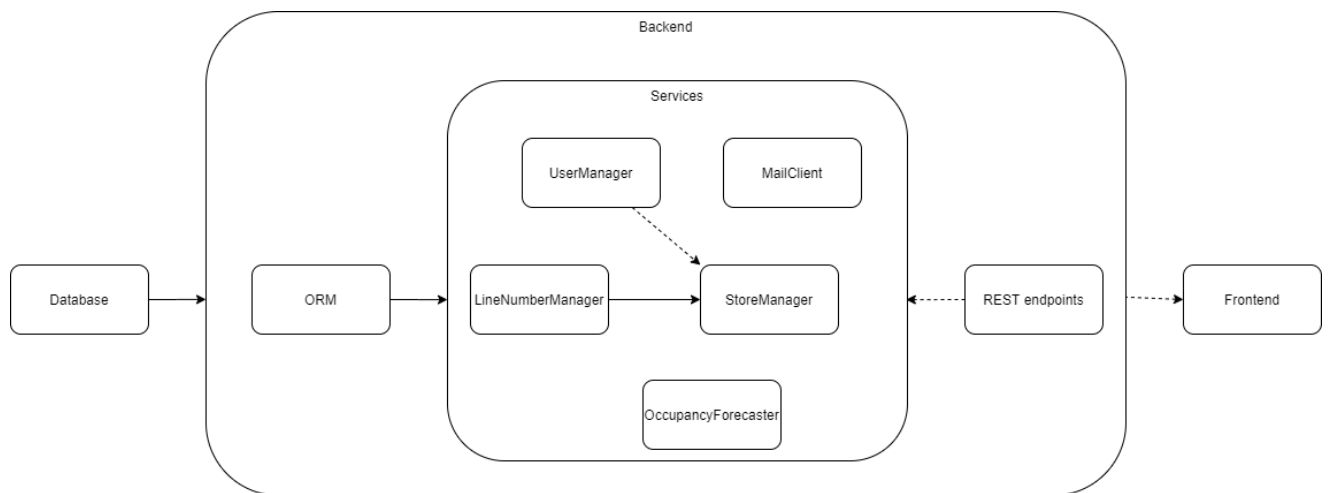 Backend
Services
UserManager
MailClient
Database
ORM
LineNumberManager
StoreManager
REST endpoints
Frontend
OccupancyForecaster